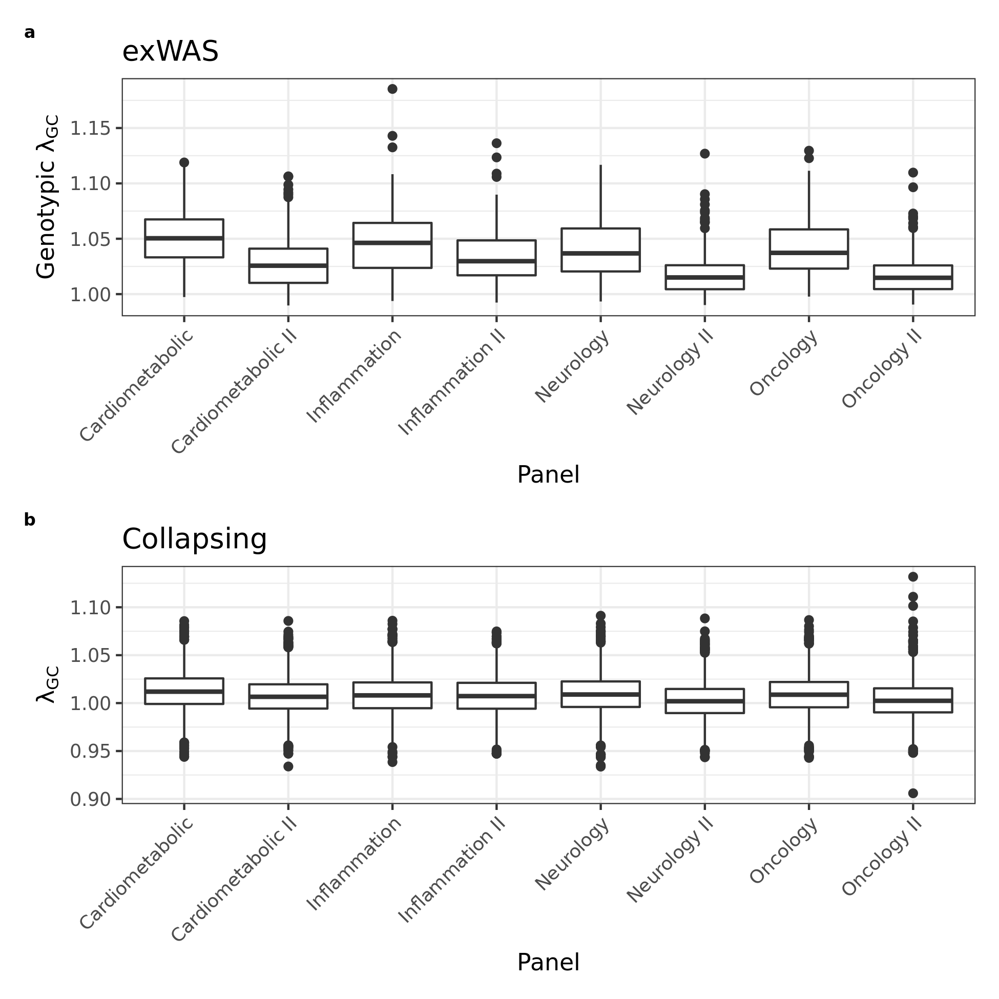 a
exWAS
Genotypic λGC
1.15
1.10
1.05
1.00
Cardiometabolic
Cardiometabolic II
Inflammation
Inflammation II
Neurology
Neurology II
Oncology
Oncology II
Panel
b
Collapsing
λGC
1.10
1.05
1.00
0.95
0.90
Cardiometabolic
Cardiometabolic II
Inflammation
Inflammation II
Neurology
Neurology II
Oncology
Oncology II
Panel